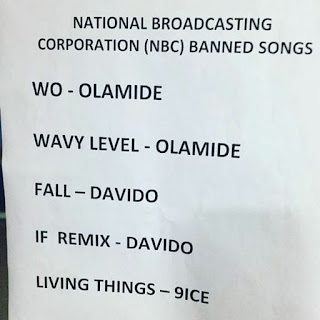 NATIONAL BROADCASTING
CORPORATION (NBC) BANNED SONGS
WO - OLAMIDE
WAVY LEVEL - OLAMIDE
FALL – DAVIDO
IF REMIX - DAVIDO
LIVING THINGS – 9ICE